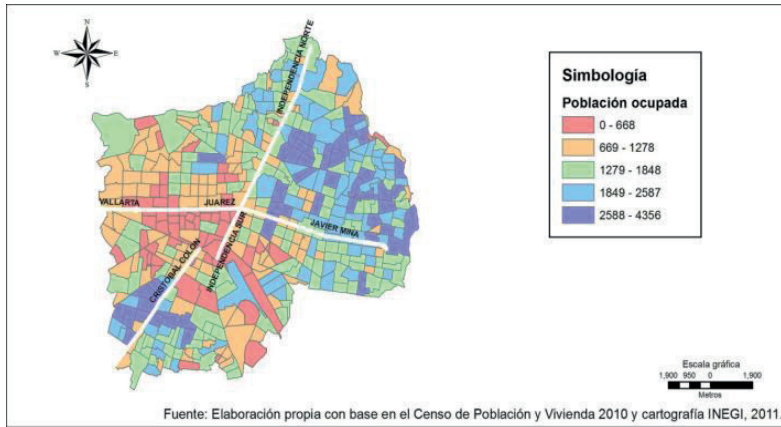 N
W E
S
INDEPENDENCIA NORTE
VALLARTA
JUAREZ
JAVIER MINA
INDEPENDENCIA SUR
CRISTOBAL COLON
Simbología
Población ocupada
0 - 668
669 - 1278
1279 - 1848
1849 - 2587
2588 - 4356
Escala gráfica
1,900 950 0 1,900
Metros
Fuente: Elaboración propia con base en el Censo de Población y Vivienda 2010 y cartografía INEGI, 2011.